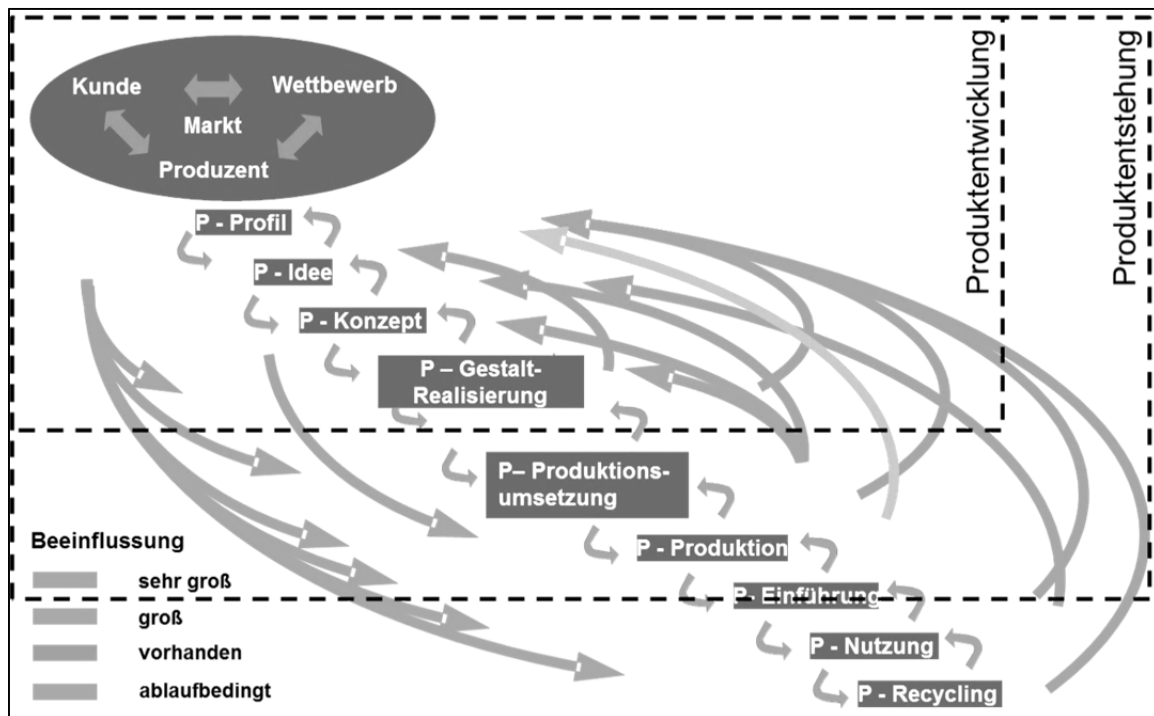 Kunde
Wettbewerb
Markt
Produzent
P - Profil
P - Idee
P - Konzept
P – Gestalt-
Realisierung
P– Produktions-
umsetzung
P - Produktion
P- Einführung
P - Nutzung
P - Recycling
Produktentwicklung
Produktentstehung
Beeinflussung
sehr groß
groß
vorhanden
ablaufbedingt